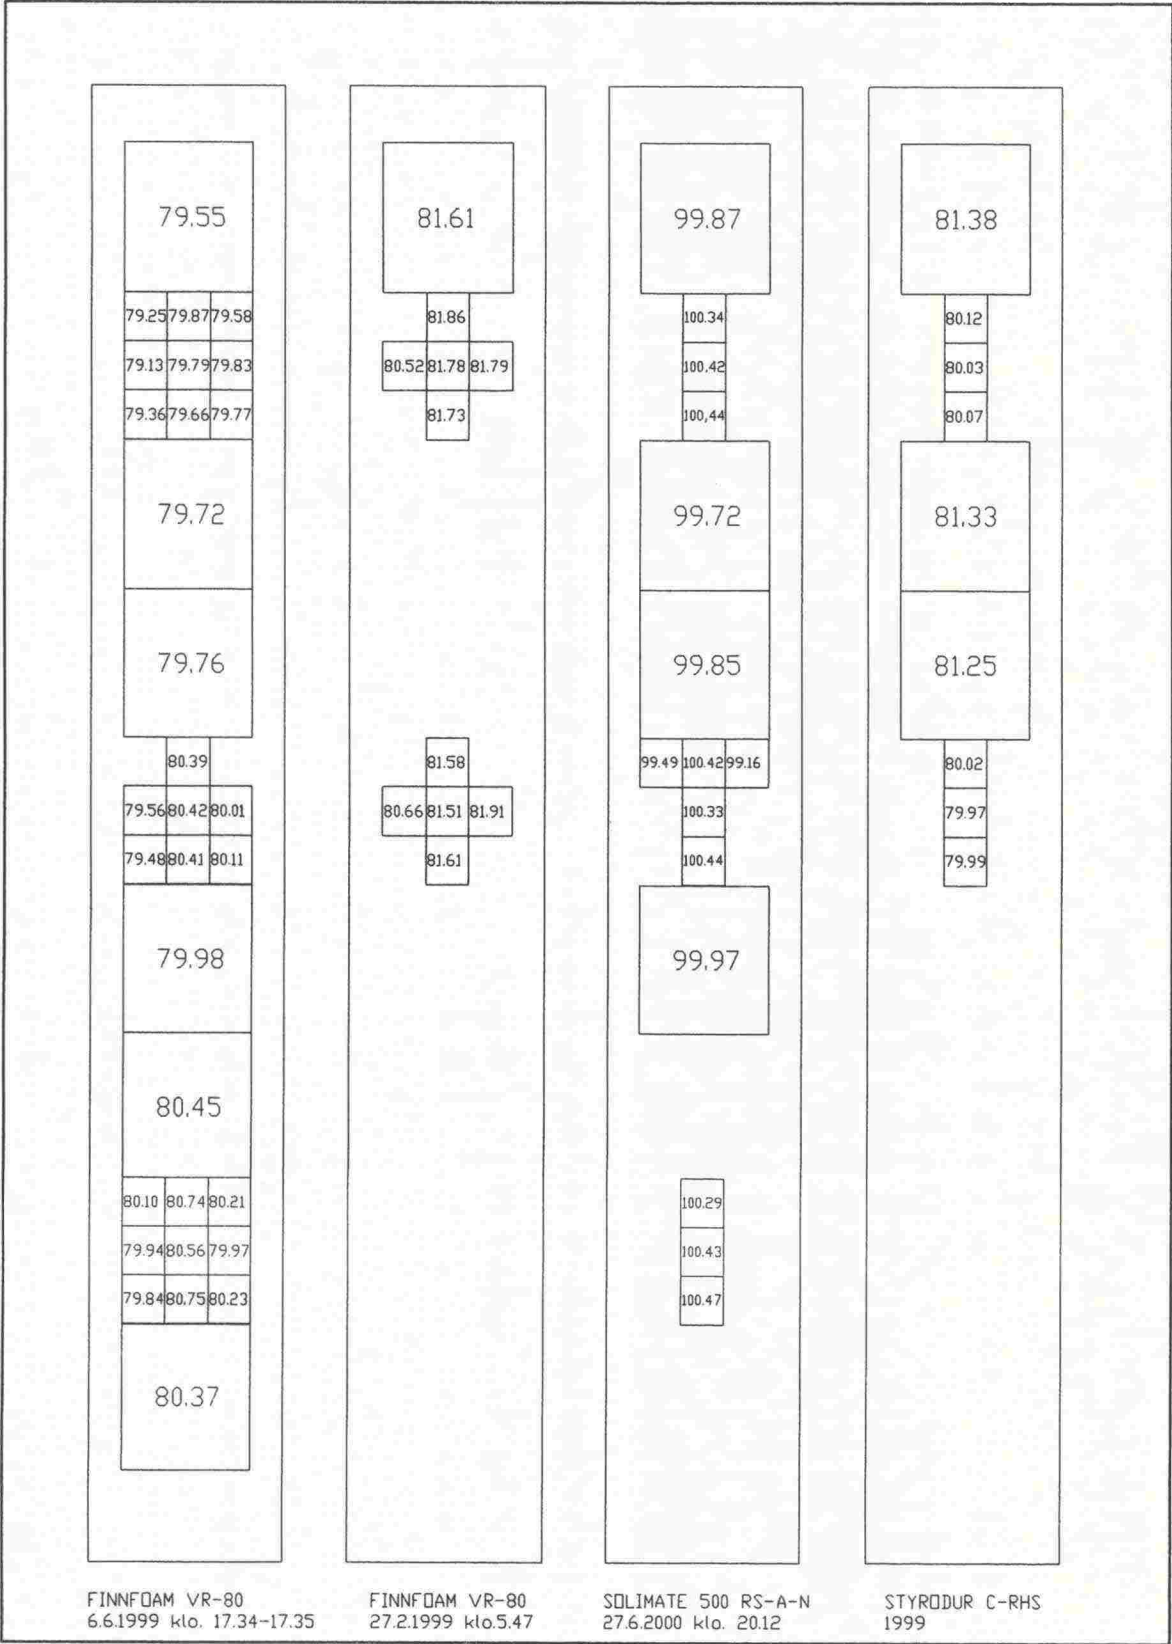 79.55
79.25 79.87 79.58
79.13 79.79 79.83
79.36 79.66 79.77
79.72
79.76
80.39
79.56 80.42 80.01
79.48 80.41 80.11
79.98
80.45
80.10 80.74 80.21
79.94 80.56 79.97
79.84 80.75 80.23
80.37
FINNFOAM VR-80
6.6.1999 klo. 17.34-17.35
81.61
81.86
80.52 81.78 81.79
81.73
81.58
80.66 81.51 81.91
81.61
FINNFOAM VR-80
27.2.1999 klo.5.47
99.87
100.34
100.42
100,44
99.72
99.85
99.49 100.42 99.16
100.33
100.44
99.97
100.29
100.43
100.47
SOLIMATE 500 RS-A-N
27.6.2000 klo. 20.12
81.38
80.12
80.03
80.07
81.33
81.25
80.02
79.97
79.99
STYRODUR C-RHS
1999